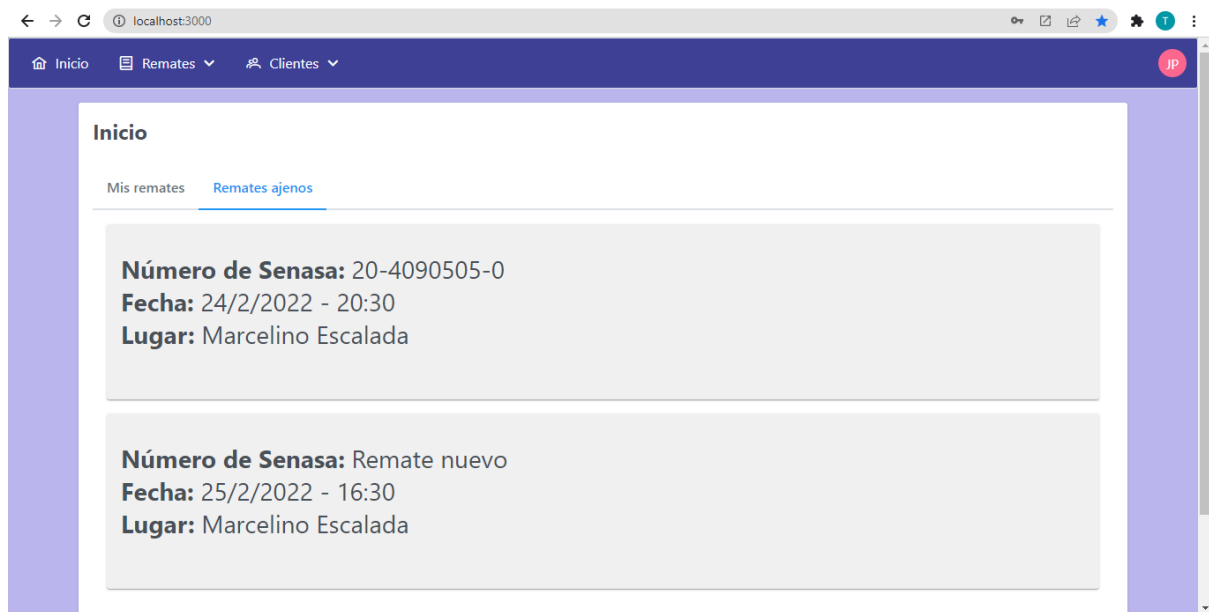 localhost:3000
T
Inicio Remates Clientes JP
Inicio
Mis remates Remates ajenos
Número de Senasa: 20-4090505-0
Fecha: 24/2/2022 - 20:30
Lugar: Marcelino Escalada
Número de Senasa: Remate nuevo
Fecha: 25/2/2022 - 16:30
Lugar: Marcelino Escalada